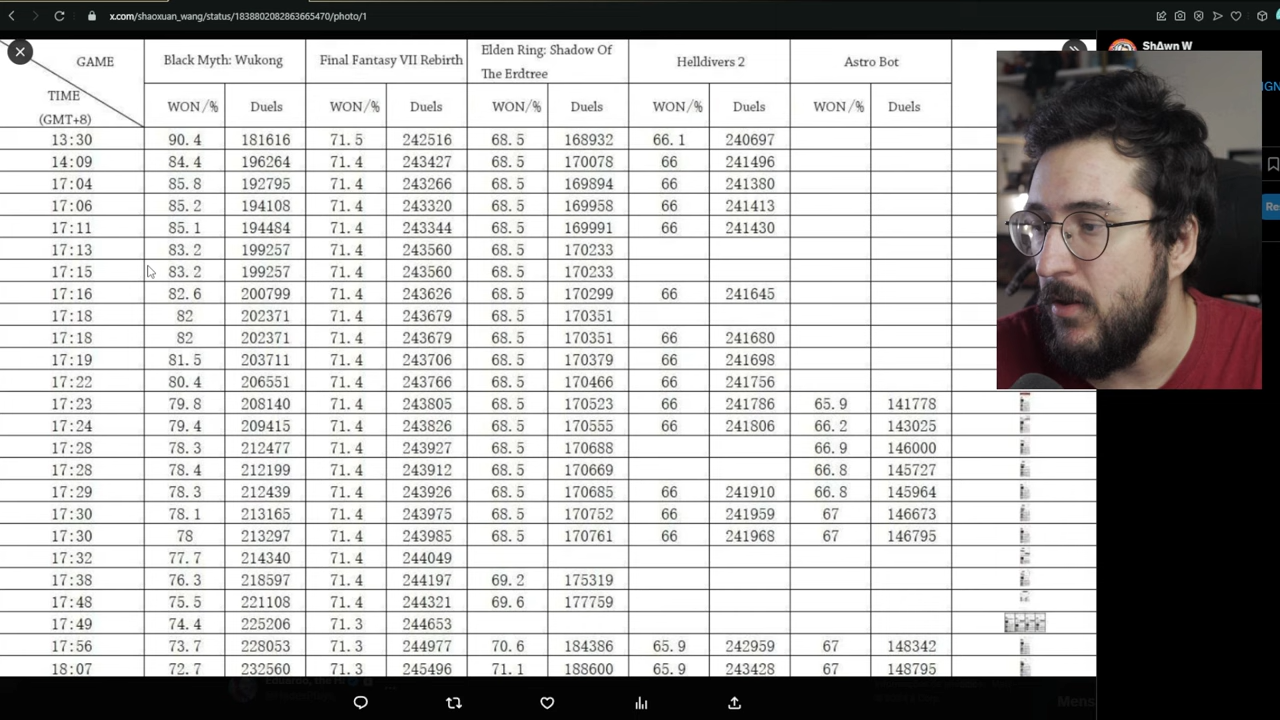 x.com/shaoxuan_wang/status/1838802082863665470/photo/1
Sh∆wn W
GAME Black Myth: Wukong Final Fantasy VII Rebirth Elden Ring: Shadow Of The Erdtree Helldivers 2 Astro Bot
TIME (GMT+8) WON/% Duels WON/% Duels WON/% Duels WON/% Duels WON/% Duels
13:30 90.4 181616 71.5 242516 68.5 168932 66.1 240697
14:09 84.4 196264 71.4 243427 68.5 170078 66 241496
17:04 85.8 192795 71.4 243266 68.5 169894 66 241380
17:06 85.2 194108 71.4 243320 68.5 169958 66 241413
17:11 85.1 194484 71.4 243344 68.5 169991 66 241430
17:13 83.2 199257 71.4 243560 68.5 170233
17:15 83.2 199257 71.4 243560 68.5 170233
17:16 82.6 200799 71.4 243626 68.5 170299 66 241645
17:18 82 202371 71.4 243679 68.5 170351
17:18 82 202371 71.4 243679 68.5 170351 66 241680
17:19 81.5 203711 71.4 243706 68.5 170379 66 241698
17:22 80.4 206551 71.4 243766 68.5 170466 66 241756
17:23 79.8 208140 71.4 243805 68.5 170523 66 241786 65.9 141778
17:24 79.4 209415 71.4 243826 68.5 170555 66 241806 66.2 143025
17:28 78.3 212477 71.4 243927 68.5 170688 66.9 146000
17:28 78.4 212199 71.4 243912 68.5 170669 66.8 145727
17:29 78.3 212439 71.4 243926 68.5 170685 66 241910 66.8 145964
17:30 78.1 213165 71.4 243975 68.5 170752 66 241959 67 146673
17:30 78 213297 71.4 243985 68.5 170761 66 241968 67 146795
17:32 77.7 214340 71.4 244049
17:38 76.3 218597 71.4 244197 69.2 175319
17:48 75.5 221108 71.4 244321 69.6 177759
17:49 74.4 225206 71.3 244653
17:56 73.7 228053 71.3 244977 70.6 184386 65.9 242959 67 148342
18:07 72.7 232560 71.3 245496 71.1 188600 65.9 243428 67 148795
Re